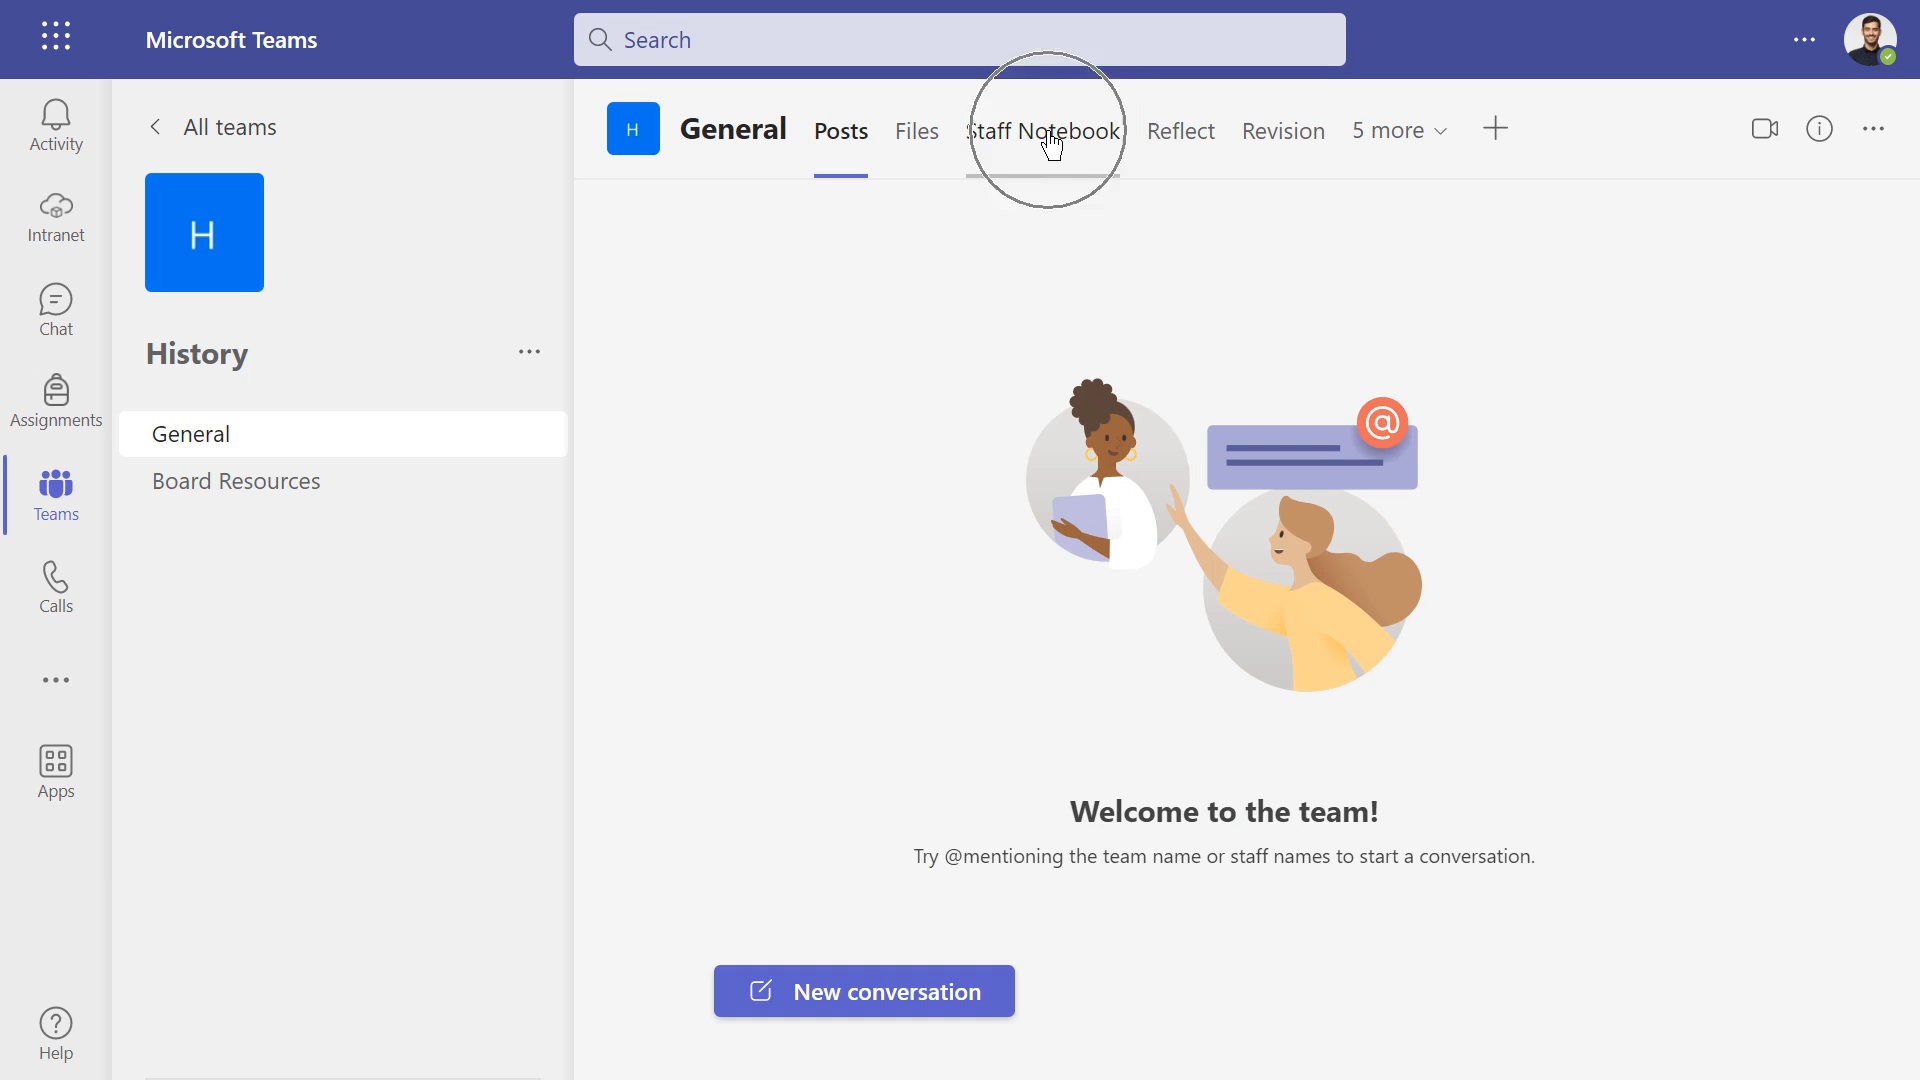 Microsoft Teams
Search
Activity
Intranet
Chat
Assignments
Teams
Calls
Apps
Help
All teams
H
History
General
Board Resources
H General Posts Files Staff Notebook Reflect Revision 5 more
@
Welcome to the team!
Try @mentioning the team name or staff names to start a conversation.
New conversation